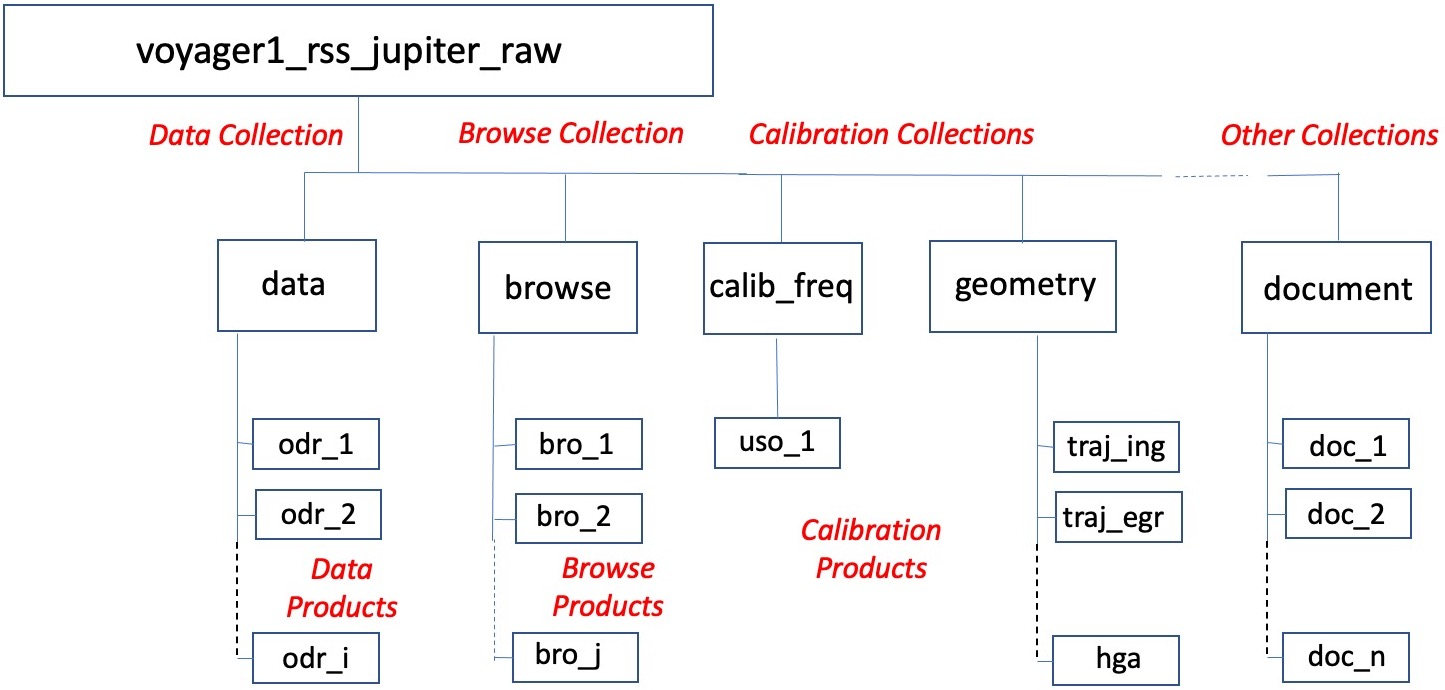 voyager1_rss_jupiter_raw
Data Collection
Browse Collection
Calibration Collections
Other Collections
data
browse
calib_freq
geometry
document
odr_1
bro_1
uso_1
traj_ing
doc_1
odr_2
bro_2
traj_egr
doc_2
Data
Products
Browse
Products
Calibration
Products
odr_i
bro_j
hga
doc_n